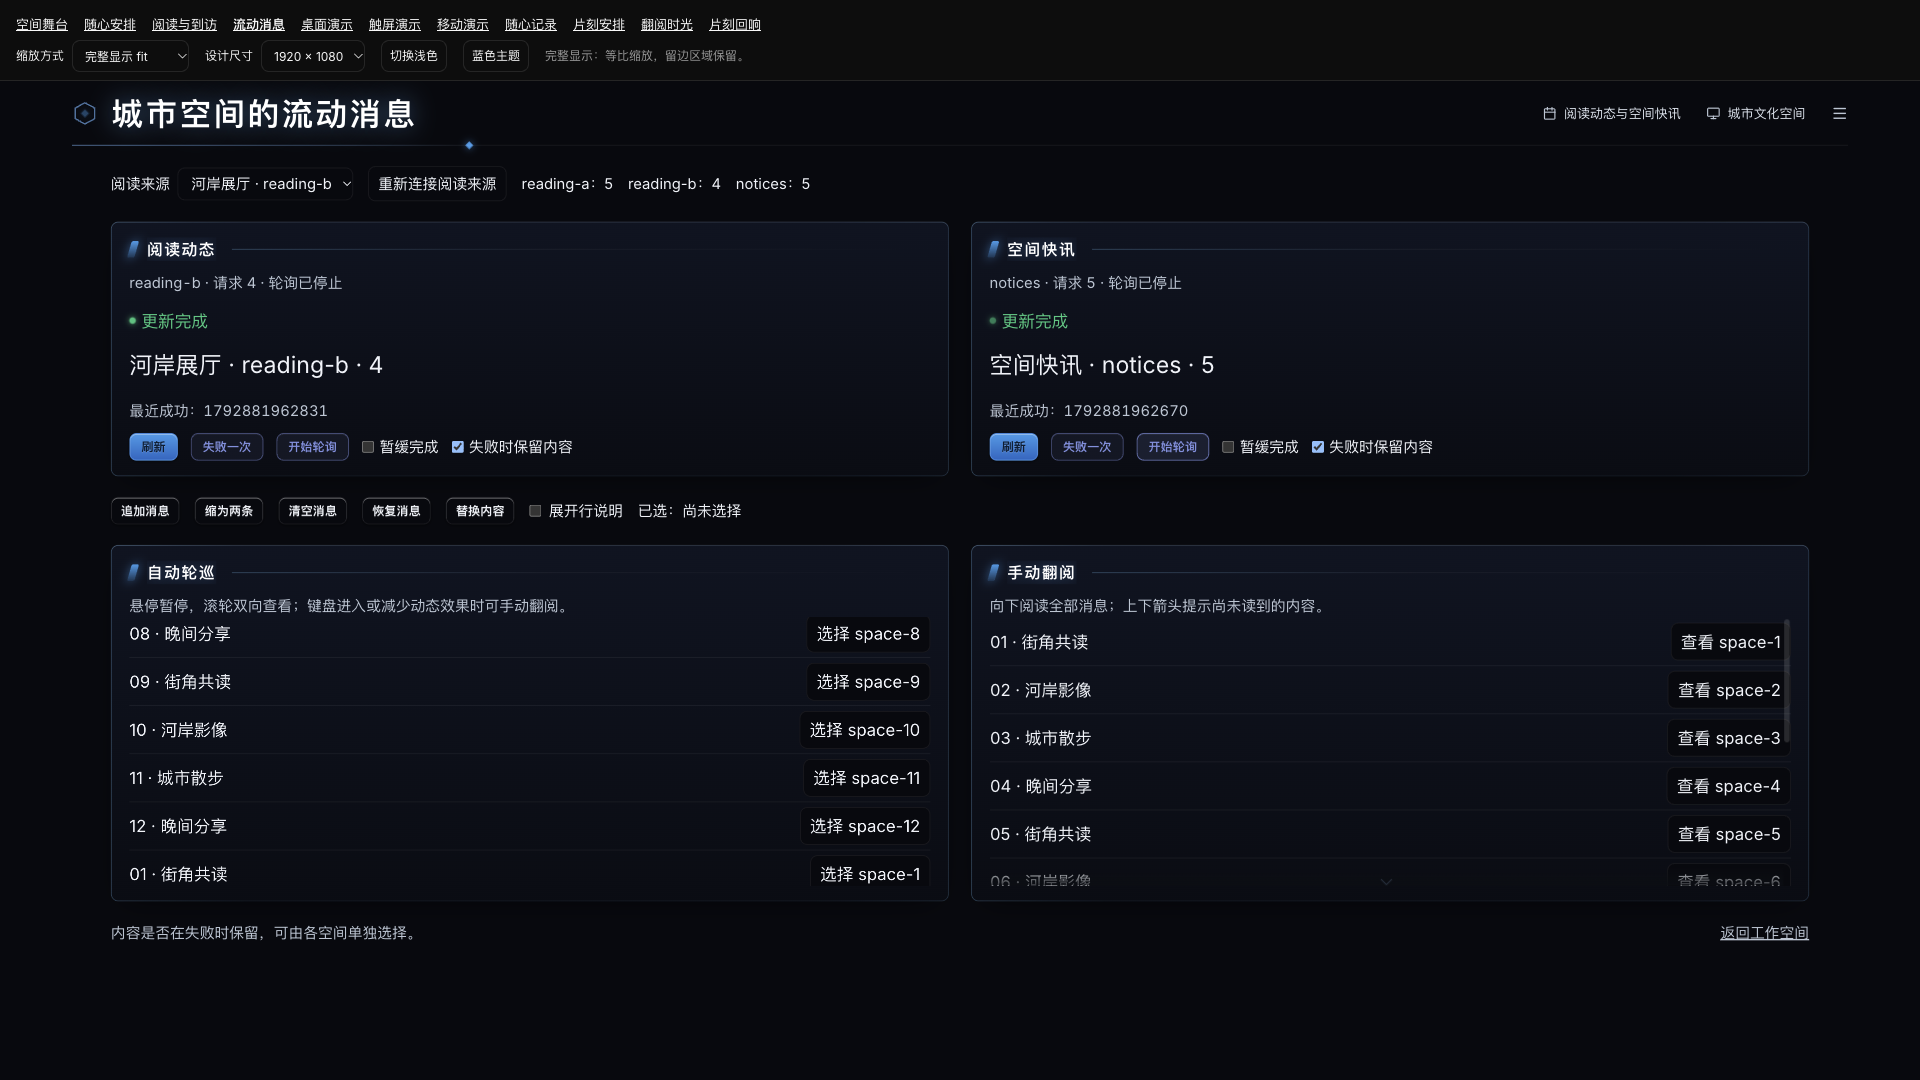 空间舞台 随心安排 阅读与到访 流动消息 桌面演示 触屏演示 移动演示 随心记录 片刻安排 翻阅时光 片刻回响
缩放方式 完整显示 fit 设计尺寸 1920 × 1080 切换浅色 蓝色主题 完整显示：等比缩放，留边区域保留。
城市空间的流动消息 阅读动态与空间快讯 城市文化空间
阅读来源 河岸展厅 · reading-b 重新连接阅读来源 reading-a：5 reading-b：4 notices：5
阅读动态
reading-b · 请求 4 · 轮询已停止
更新完成
河岸展厅 · reading-b · 4
最近成功：1792881962831
刷新 失败一次 开始轮询 暂缓完成 失败时保留内容
空间快讯
notices · 请求 5 · 轮询已停止
更新完成
空间快讯 · notices · 5
最近成功：1792881962670
刷新 失败一次 开始轮询 暂缓完成 失败时保留内容
追加消息 缩为两条 清空消息 恢复消息 替换内容 展开行说明 已选：尚未选择
自动轮巡
悬停暂停，滚轮双向查看；键盘进入或减少动态效果时可手动翻阅。
08 · 晚间分享 选择 space-8
09 · 街角共读 选择 space-9
10 · 河岸影像 选择 space-10
11 · 城市散步 选择 space-11
12 · 晚间分享 选择 space-12
01 · 街角共读 选择 space-1
手动翻阅
向下阅读全部消息；上下箭头提示尚未读到的内容。
01 · 街角共读 查看 space-1
02 · 河岸影像 查看 space-2
03 · 城市散步 查看 space-3
04 · 晚间分享 查看 space-4
05 · 街角共读 查看 space-5
06 · 河岸影像 查看 space-6
内容是否在失败时保留，可由各空间单独选择。 返回工作空间